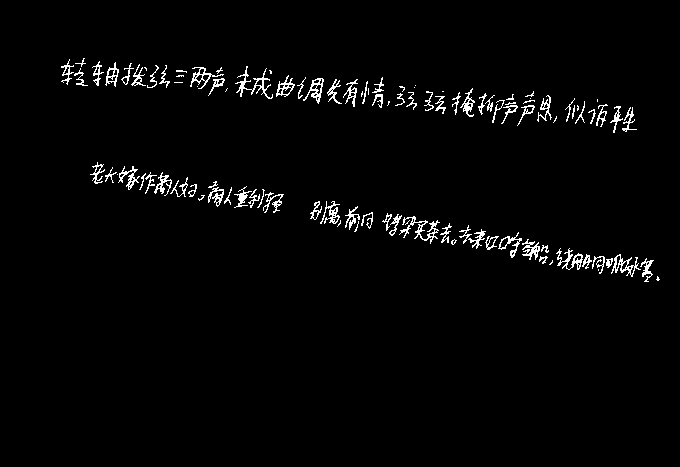 转轴拨弦三两声,未成曲调先有情,弦弦掩抑声声思,似诉平生
老大嫁作商人妇。商人重利轻 别离,前月浮梁买茶去。去来江口守空船,绕船明月江水寒。